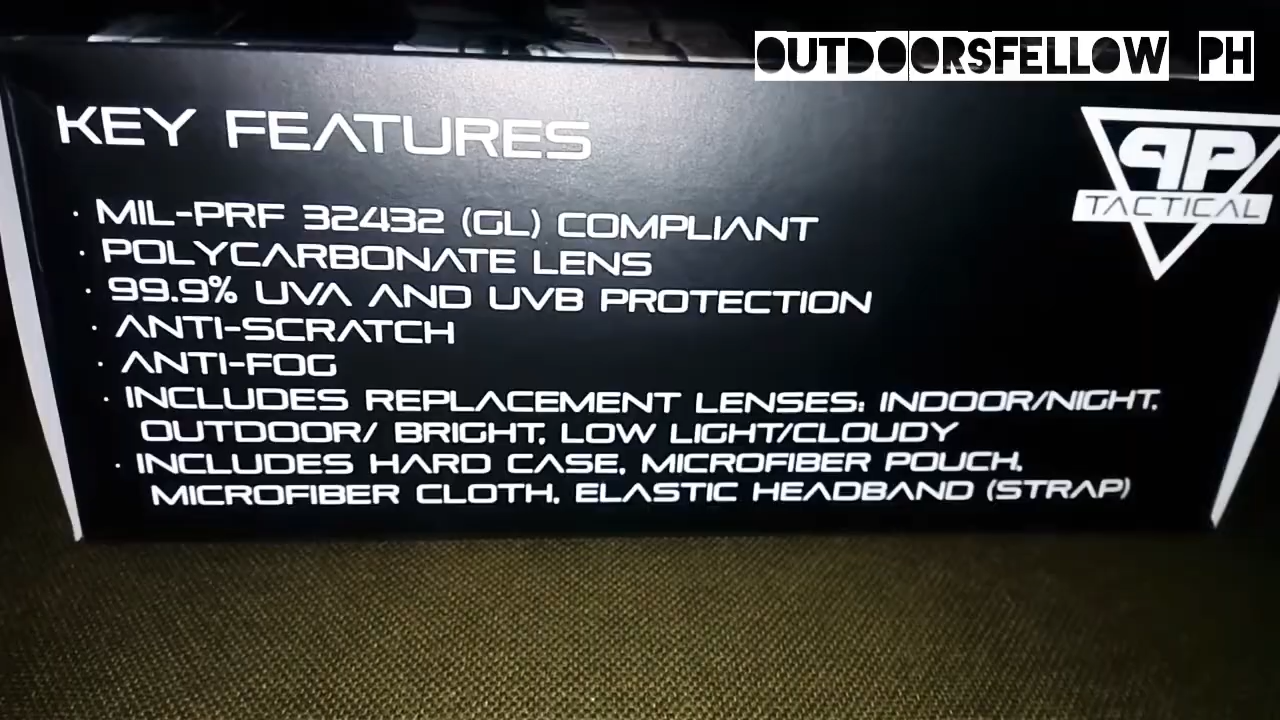 OUTDOORSFELLOW PH
KEY FEATURES
PP
TACTICAL
· MIL-PRF 32432 (GL) COMPLIANT
· POLYCARBONATE LENS
· 99.9% UVA AND UVB PROTECTION
· ANTI-SCRATCH
· ANTI-FOG
· INCLUDES REPLACEMENT LENSES: INDOOR/NIGHT,
OUTDOOR/ BRIGHT, LOW LIGHT/CLOUDY
· INCLUDES HARD CASE, MICROFIBER POUCH,
MICROFIBER CLOTH, ELASTIC HEADBAND (STRAP)